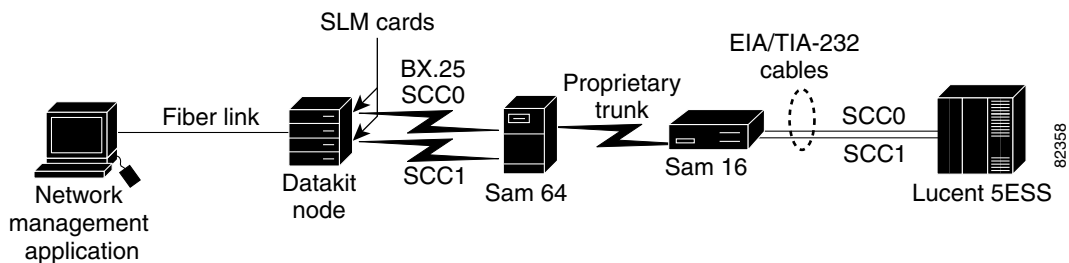 SLM cards
BX.25
SCC0
EIA/TIA-232
cables
Proprietary
trunk
Fiber link
SCC0
SCC1
SCC1
Network
management
application
Datakit
node
Sam 64
Sam 16
Lucent 5ESS
82358